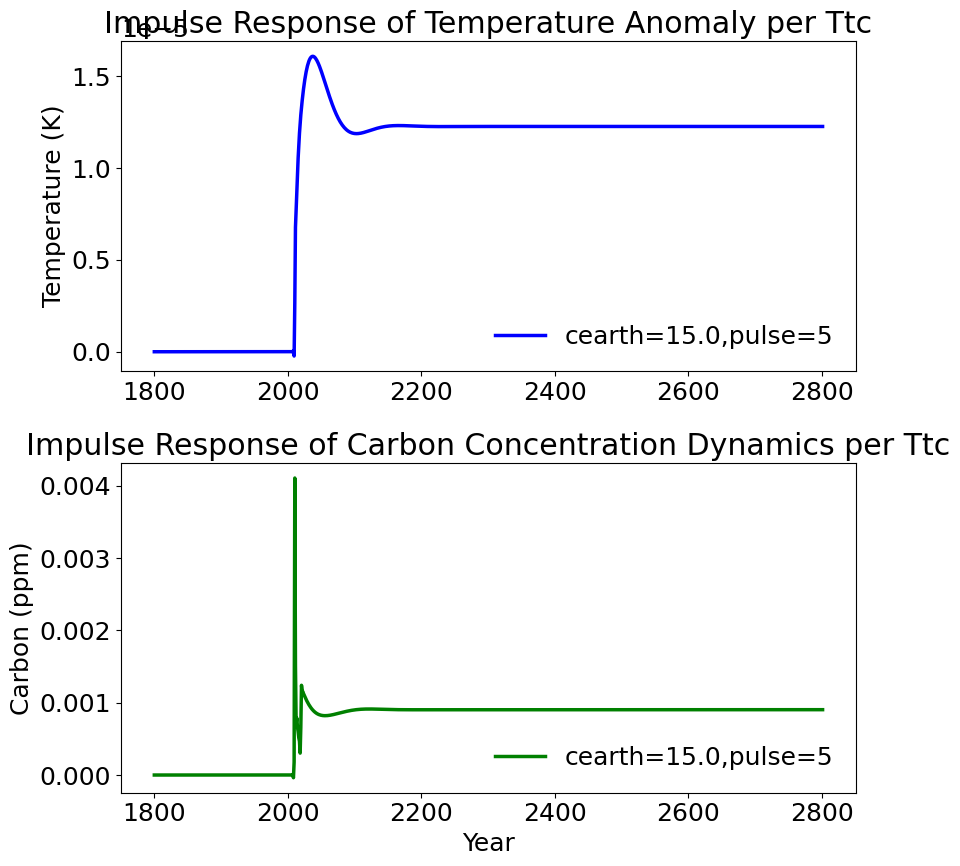 Impulse Response of Temperature Anomaly per Ttc
1e−5
1.5
1.0
0.5
0.0
Temperature (K)
cearth=15.0,pulse=5
1800 2000 2200 2400 2600 2800
Impulse Response of Carbon Concentration Dynamics per Ttc
0.004
0.003
0.002
0.001
0.000
Carbon (ppm)
cearth=15.0,pulse=5
1800 2000 2200 2400 2600 2800
Year